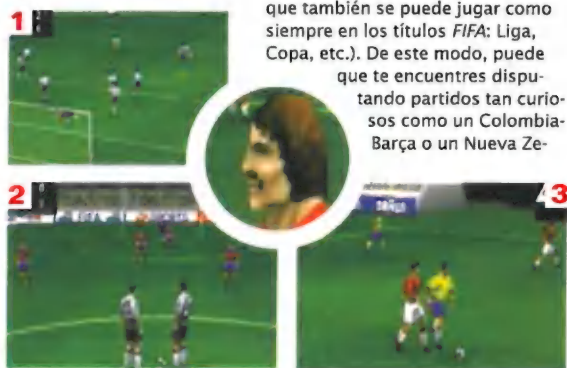 que también se puede jugar como
siempre en los títulos FIFA: Liga,
Copa, etc.). De este modo, puede
que te encuentres dispu-
tando partidos tan curio-
sos como un Colombia-
Barça o un Nueva Ze-
1
2
FIFA
3